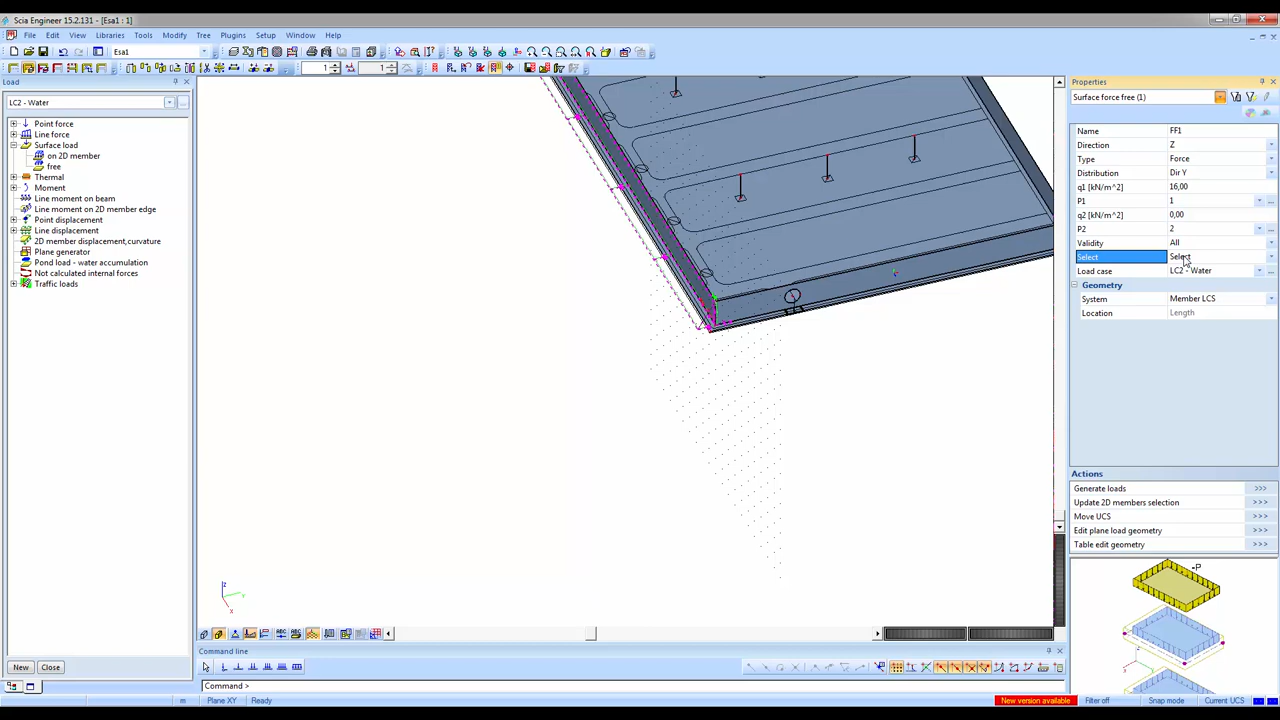 Scia Engineer 15.2.131 - [Esa1 : 1]
File Edit View Libraries Tools Modify Tree Plugins Setup Window Help
Esa1
1 1
Load
LC2 - Water
Point force
Line force
Surface load
on 2D member
free
Thermal
Moment
Line moment on beam
Line moment on 2D member edge
Point displacement
Line displacement
2D member displacement,curvature
Plane generator
Pond load - water accumulation
Not calculated internal forces
Traffic loads
New Close
z
y
x
Properties
Surface force free (1)
Name FF1
Direction Z
Type Force
Distribution Dir Y
q1 [kN/m^2] 16,00
P1 1
q2 [kN/m^2] 0,00
P2 2
Validity All
Select Select
Load case LC2 - Water
Geometry
System Member LCS
Location Length
Actions
Generate loads >>>
Update 2D members selection >>>
Move UCS >>>
Edit plane load geometry >>>
Table edit geometry >>>
-P
Command line
Command >
m Plane XY Ready New version available Filter off Snap mode Current UCS